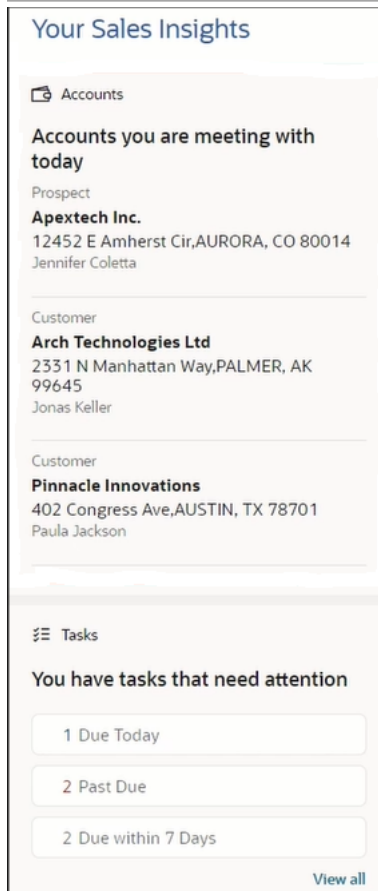 Your Sales Insights
Accounts
Accounts you are meeting with
today
Prospect
Apextech Inc.
12452 E Amherst Cir,AURORA, CO 80014
Jennifer Coletta
Customer
Arch Technologies Ltd
2331 N Manhattan Way,PALMER, AK
99645
Jonas Keller
Customer
Pinnacle Innovations
402 Congress Ave,AUSTIN, TX 78701
Paula Jackson
Tasks
You have tasks that need attention
1 Due Today
2 Past Due
2 Due within 7 Days
View all